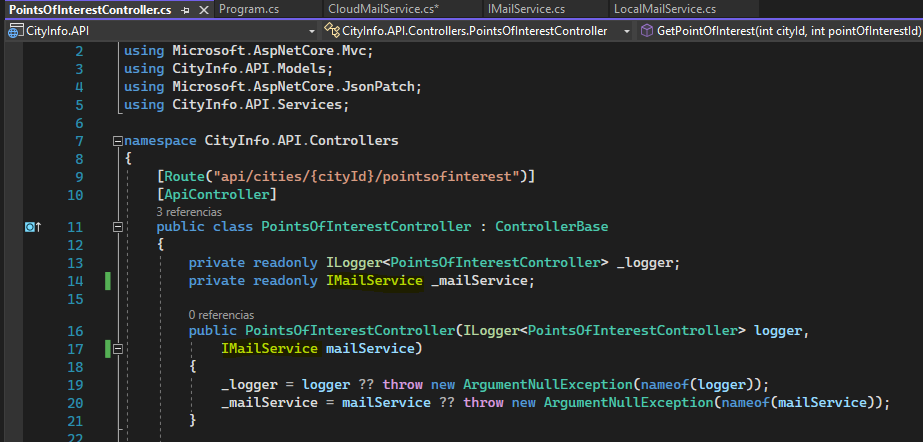 PointsOfInterestController.cs Program.cs CloudMailService.cs* IMailService.cs LocalMailService.cs
CityInfo.API CityInfo.API.Controllers.PointsOfInterestController GetPointOfInterest(int cityId, int pointOfInterestId)
2 using Microsoft.AspNetCore.Mvc;
3 using CityInfo.API.Models;
4 using Microsoft.AspNetCore.JsonPatch;
5 using CityInfo.API.Services;
6
7 namespace CityInfo.API.Controllers
8 {
9 [Route("api/cities/{cityId}/pointsofinterest")]
10 [ApiController]
3 referencias
11 public class PointsOfInterestController : ControllerBase
12 {
13 private readonly ILogger<PointsOfInterestController> _logger;
14 private readonly IMailService _mailService;
15
0 referencias
16 public PointsOfInterestController(ILogger<PointsOfInterestController> logger,
17 IMailService mailService)
18 {
19 _logger = logger ?? throw new ArgumentNullException(nameof(logger));
20 _mailService = mailService ?? throw new ArgumentNullException(nameof(mailService));
21 }
22